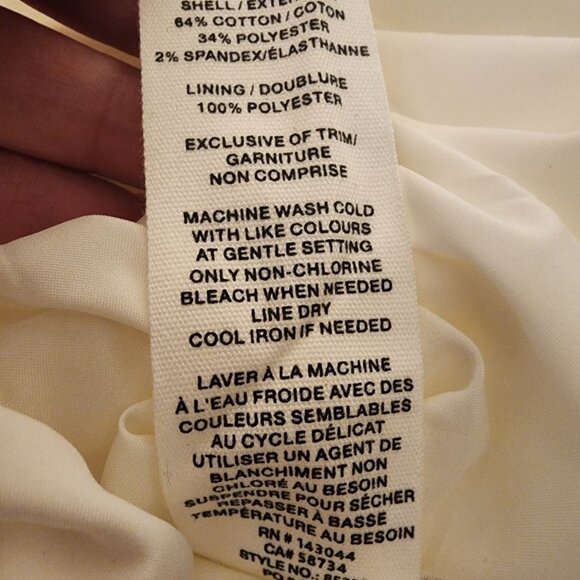 SHELL / EXTER
64% COTTON / COTON
34% POLYESTER
2% SPANDEX/ÉLASTHANNE
LINING / DOUBLURE
100% POLYESTER
EXCLUSIVE OF TRIM/
GARNITURE
NON COMPRISE
MACHINE WASH COLD
WITH LIKE COLOURS
AT GENTLE SETTING
ONLY NON-CHLORINE
BLEACH WHEN NEEDED
LINE DRY
COOL IRON IF NEEDED
LAVER À LA MACHINE
À L'EAU FROIDE AVEC DES
COULEURS SEMBLABLES
AU CYCLE DÉLICAT
UTILISER UN AGENT DE
BLANCHIMENT NON
CHLORÉ AU BESOIN
SUSPENDRE POUR SÉCHER
REPASSER À BASSE
TEMPÉRATURE AU BESOIN
RN # 143044
CA# 58734
STYLE NO.:
PO